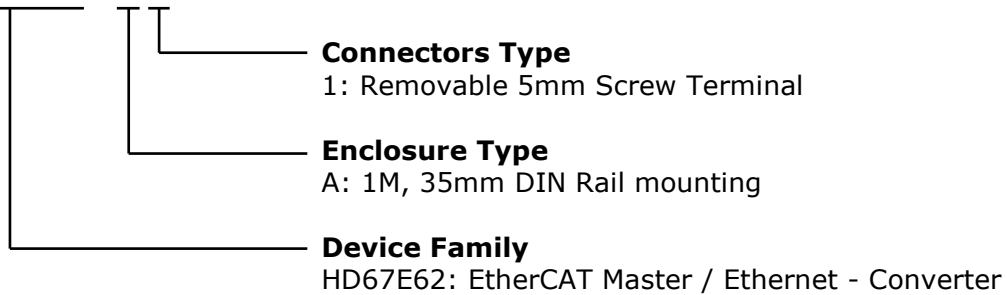 Connectors Type
1: Removable 5mm Screw Terminal
Enclosure Type
A: 1M, 35mm DIN Rail mounting
Device Family
HD67E62: EtherCAT Master / Ethernet - Converter